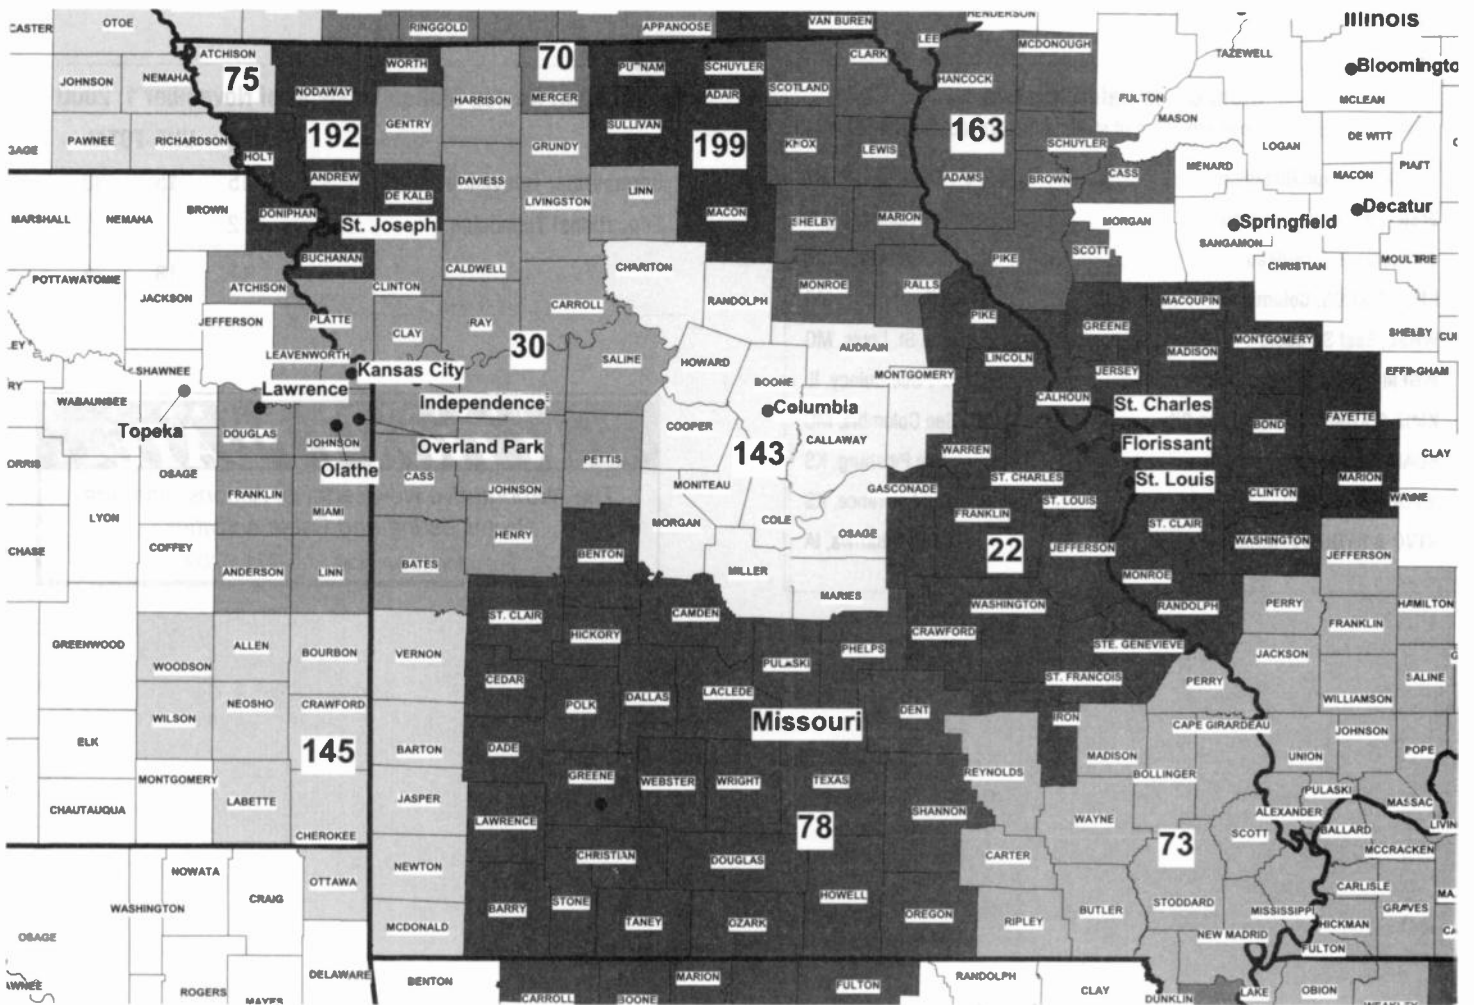 Illinois
CASTER
OTOE
RINGGOLD
APPANOOSE
VAN BUREN
HENDERSON
LEE
MCDONOUGH
TAZEWELL
Bloomingto
ATCHISON
WORTH
70
PUTNAM
SCHUYLER
CLARK
JOHNSON
NEMAHA
75
NODAWAY
HARRISON
MERCER
ADAIR
SCOTLAND
HANCOCK
FULTON
MASON
MCLEAN
GENTRY
SULLIVAN
199
163
DE WITT
PAWNEE
RICHARDSON
192
GRUNDY
KNOX
LEWIS
SCHUYLER
LOGAN
GAGE
HOLT
ANDREW
DE KALB
DAVIESS
LIVINGSTON
LINN
ADAMS
BROWN
CASS
MENARD
MACON
PIATT
MARSHALL
NEMAHA
BROWN
DONIPHAN
St. Joseph
MACON
SHELBY
MARION
MORGAN
Springfield
Decatur
SANGAMON
BUCHANAN
CALDWELL
CHARITON
PIKE
SCOTT
CHRISTIAN
MOULTRIE
POTTAWATOMIE
JACKSON
ATCHISON
CLINTON
CARROLL
RANDOLPH
MONROE
RALLS
MACOUPIN
JEFFERSON
PLATTE
CLAY
RAY
30
PIKE
GREENE
MONTGOMERY
SHELBY
LEAVENWORTH
SALINE
HOWARD
AUDRAIN
LINCOLN
MADISON
SHAWNEE
Kansas City
BOONE
MONTGOMERY
JERSEY
EFFINGHAM
WABAUNSEE
Lawrence
Independence
Columbia
CALHOUN
St. Charles
BOND
FAYETTE
Topeka
DOUGLAS
JOHNSON
Overland Park
COOPER
CALLAWAY
Florissant
CLAY
ORRIS
OSAGE
Olathe
CASS
PETTIS
143
WARREN
ST. CHARLES
St. Louis
MARION
FRANKLIN
JOHNSON
MONITEAU
GASCONADE
ST. LOUIS
CLINTON
WAYNE
LYON
MIAMI
MORGAN
COLE
OSAGE
FRANKLIN
ST. CLAIR
CHASE
COFFEY
HENRY
BENTON
22
JEFFERSON
WASHINGTON
JEFFERSON
ANDERSON
LINN
BATES
MILLER
MARIES
MONROE
ST. CLAIR
CAMDEN
WASHINGTON
RANDOLPH
PERRY
HAMILTON
FRANKLIN
GREENWOOD
ALLEN
BOURBON
VERNON
HICKORY
PHELPS
CRAWFORD
STE. GENEVIEVE
JACKSON
WOODSON
CEDAR
PULASKI
ST. FRANCOIS
PERRY
WILLIAMSON
SALINE
WILSON
NEOSHO
CRAWFORD
POLK
DALLAS
LACLEDE
DENT
IRON
CAPE GIRARDEAU
Missouri
ELK
145
BARTON
DADE
MADISON
UNION
JOHNSON
POPE
MONTGOMERY
GREENE
WEBSTER
WRIGHT
TEXAS
REYNOLDS
BOLLINGER
PULASKI
CHAUTAUQUA
LABETTE
JASPER
SHANNON
WAYNE
ALEXANDER
MASSAC
LIVIN
CHEROKEE
LAWRENCE
78
73
SCOTT
BALLARD
MCCRACKEN
NOWATA
CRAIG
OTTAWA
NEWTON
CHRISTIAN
DOUGLAS
CARTER
CARLISLE
WASHINGTON
BARRY
STONE
HOWELL
STODDARD
MISSISSIPPI
GRAVES
OSAGE
MCDONALD
TANEY
OZARK
OREGON
RIPLEY
BUTLER
NEW MADRID
HICKMAN
FULTON
DELAWARE
BENTON
MARION
FULTON
RANDOLPH
CLAY
AWNEE
ROGERS
MAYES
CARROLL
BOONE
DUNKLIN
LAKE
OBION